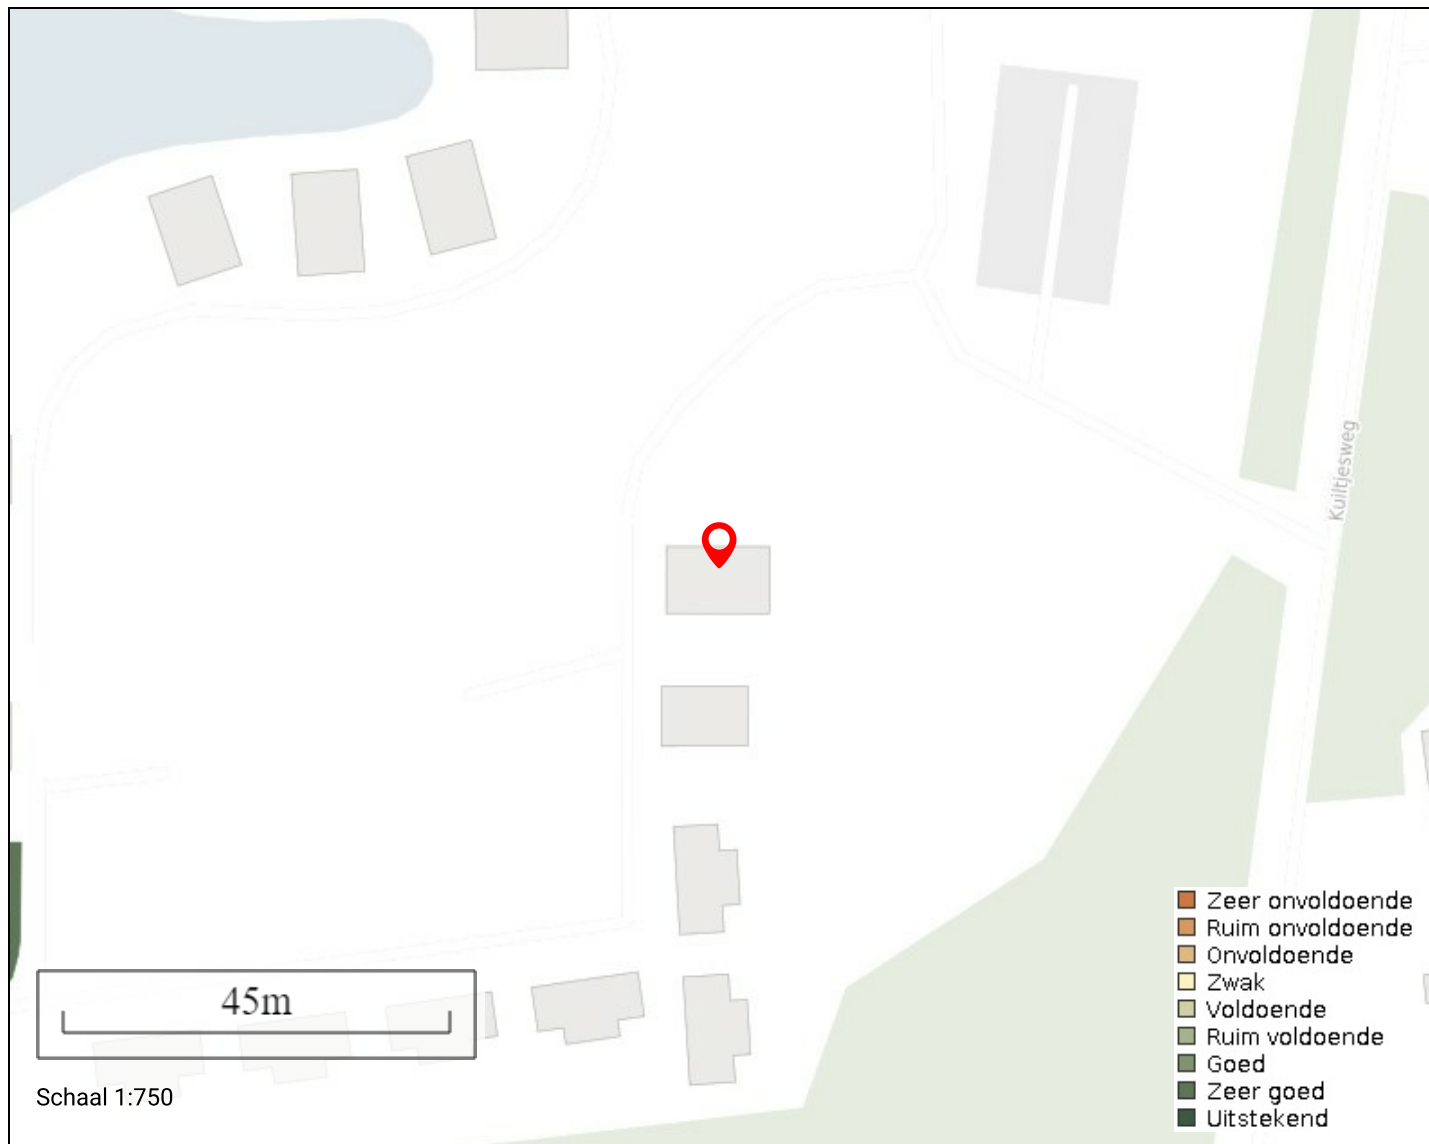 Kuiltjesweg
Zeer onvoldoende
Ruim onvoldoende
Onvoldoende
Zwak
Voldoende
Ruim voldoende
Goed
Zeer goed
Uitstekend
45m
Schaal 1:750